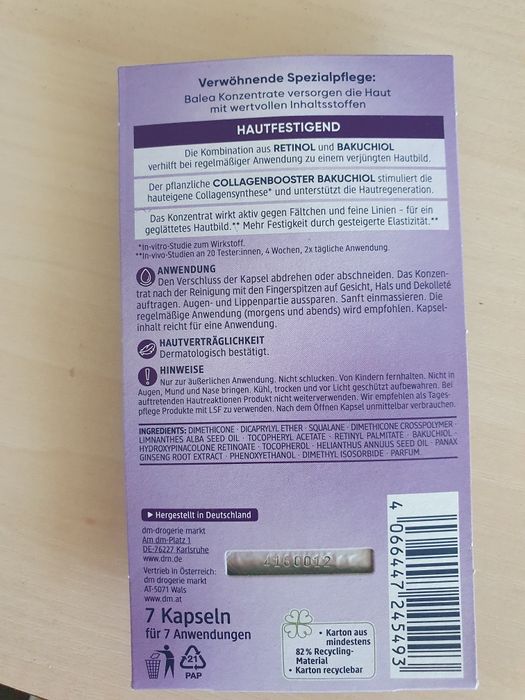 Verwöhnende Spezialpflege:
Balea Konzentrate versorgen die Haut
mit wertvollen Inhaltsstoffen
HAUTFESTIGEND
Die Kombination aus RETINOL und BAKUCHIOL
verhilft bei regelmäßiger Anwendung zu einem verjüngten Hautbild.
Der pflanzliche COLLAGENBOOSTER BAKUCHIOL stimuliert die
hauteigene Collagensynthese* und unterstützt die Hautregeneration.
Das Konzentrat wirkt aktiv gegen Fältchen und feine Linien – für ein
geglättetes Hautbild.** Mehr Festigkeit durch gesteigerte Elastizität.**
*In-vitro-Studie zum Wirkstoff.
**In-vivo-Studien an 20 Tester:innen, 4 Wochen, 2x tägliche Anwendung.
ANWENDUNG
Den Verschluss der Kapsel abdrehen oder abschneiden. Das Konzen-
trat nach der Reinigung mit den Fingerspitzen auf Gesicht, Hals und Dekolleté
auftragen. Augen- und Lippenpartie aussparen. Sanft einmassieren. Die
regelmäßige Anwendung (morgens und abends) wird empfohlen. Kapsel-
inhalt reicht für eine Anwendung.
HAUTVERTRÄGLICHKEIT
Dermatologisch bestätigt.
HINWEISE
Nur zur äußerlichen Anwendung. Nicht schlucken. Von Kindern fernhalten. Nicht in
Augen, Mund und Nase bringen. Kühl, trocken und vor Licht geschützt aufbewahren. Bei
auftretenden Hautreaktionen Produkt nicht weiterverwenden. Wir empfehlen als Tages-
pflege Produkte mit LSF zu verwenden. Nach dem Öffnen Kapsel unmittelbar verbrauchen.
INGREDIENTS: DIMETHICONE · DICAPRYLYL ETHER · SQUALANE · DIMETHICONE CROSSPOLYMER ·
LIMNANTHES ALBA SEED OIL · TOCOPHERYL ACETATE · RETINYL PALMITATE · BAKUCHIOL ·
HYDROXYPINACOLONE RETINOATE · TOCOPHEROL · HELIANTHUS ANNUUS SEED OIL · PANAX
GINSENG ROOT EXTRACT · PHENOXYETHANOL · DIMETHYL ISOSORBIDE · PARFUM
Hergestellt in Deutschland
dm-drogerie markt
Am dm-Platz 1
DE-76227 Karlsruhe
www.dm.de
Vertrieb in Österreich:
dm drogerie markt
AT-5071 Wals
www.dm.at
4160012
7 Kapseln
für 7 Anwendungen
21
PAP
• Karton aus
mindestens
82 % Recycling-
Material
• Karton recyclebar
4066447245493